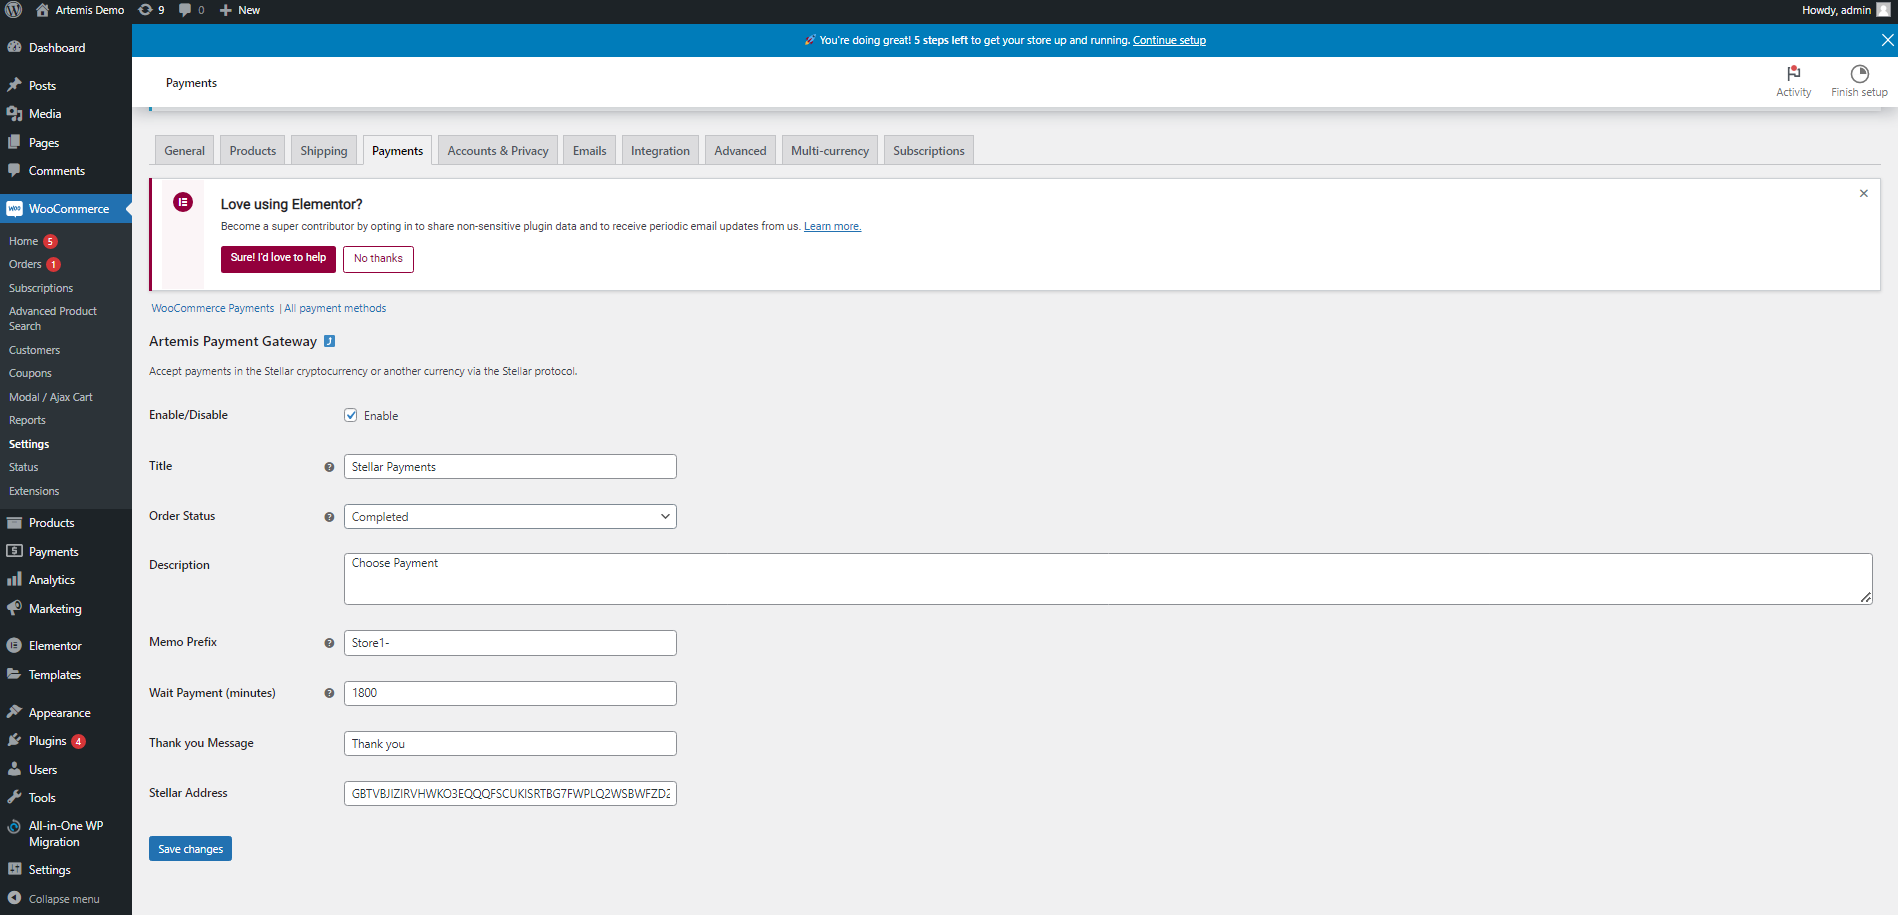 Artemis Demo 9 0 New Howdy, admin
🚀 You're doing great! 5 steps left to get your store up and running. Continue setup
Payments
Activity
Finish setup
Dashboard
Posts
Media
Pages
Comments
WooCommerce
Home 5
Orders 1
Subscriptions
Advanced Product
Search
Customers
Coupons
Modal / Ajax Cart
Reports
Settings
Status
Extensions
Products
Payments
Analytics
Marketing
Elementor
Templates
Appearance
Plugins 4
Users
Tools
All-in-One WP
Migration
Settings
Collapse menu
General Products Shipping Payments Accounts & Privacy Emails Integration Advanced Multi-currency Subscriptions
Love using Elementor?
Become a super contributor by opting in to share non-sensitive plugin data and to receive periodic email updates from us. Learn more.
Sure! I'd love to help No thanks
WooCommerce Payments | All payment methods
Artemis Payment Gateway
Accept payments in the Stellar cryptocurrency or another currency via the Stellar protocol.
Enable/Disable Enable
Title Stellar Payments
Order Status Completed
Description Choose Payment
Memo Prefix Store1-
Wait Payment (minutes) 1800
Thank you Message Thank you
Stellar Address GBTVBJIZIRVHWKO3EQQQFSCUKISRTBG7FWPLQ2WSBWFZD2
Save changes